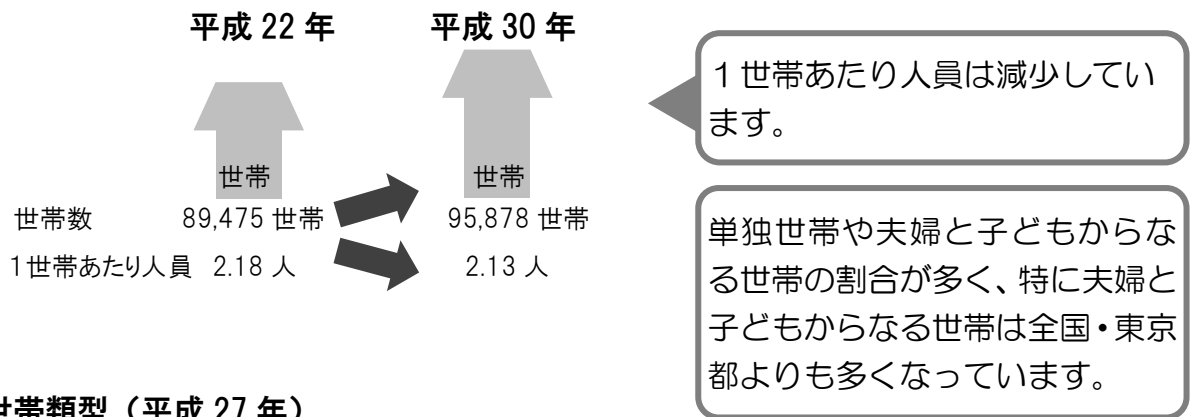 平成 22 年 平成 30 年
世帯 世帯
世帯数 89,475 世帯 95,878 世帯
1世帯あたり人員 2.18 人 2.13 人
1世帯あたり人員は減少してい
ます。
単独世帯や夫婦と子どもからな
る世帯の割合が多く、特に夫婦と
子どもからなる世帯は全国・東京
都よりも多くなっています。
世帯類型（平成 27 年）